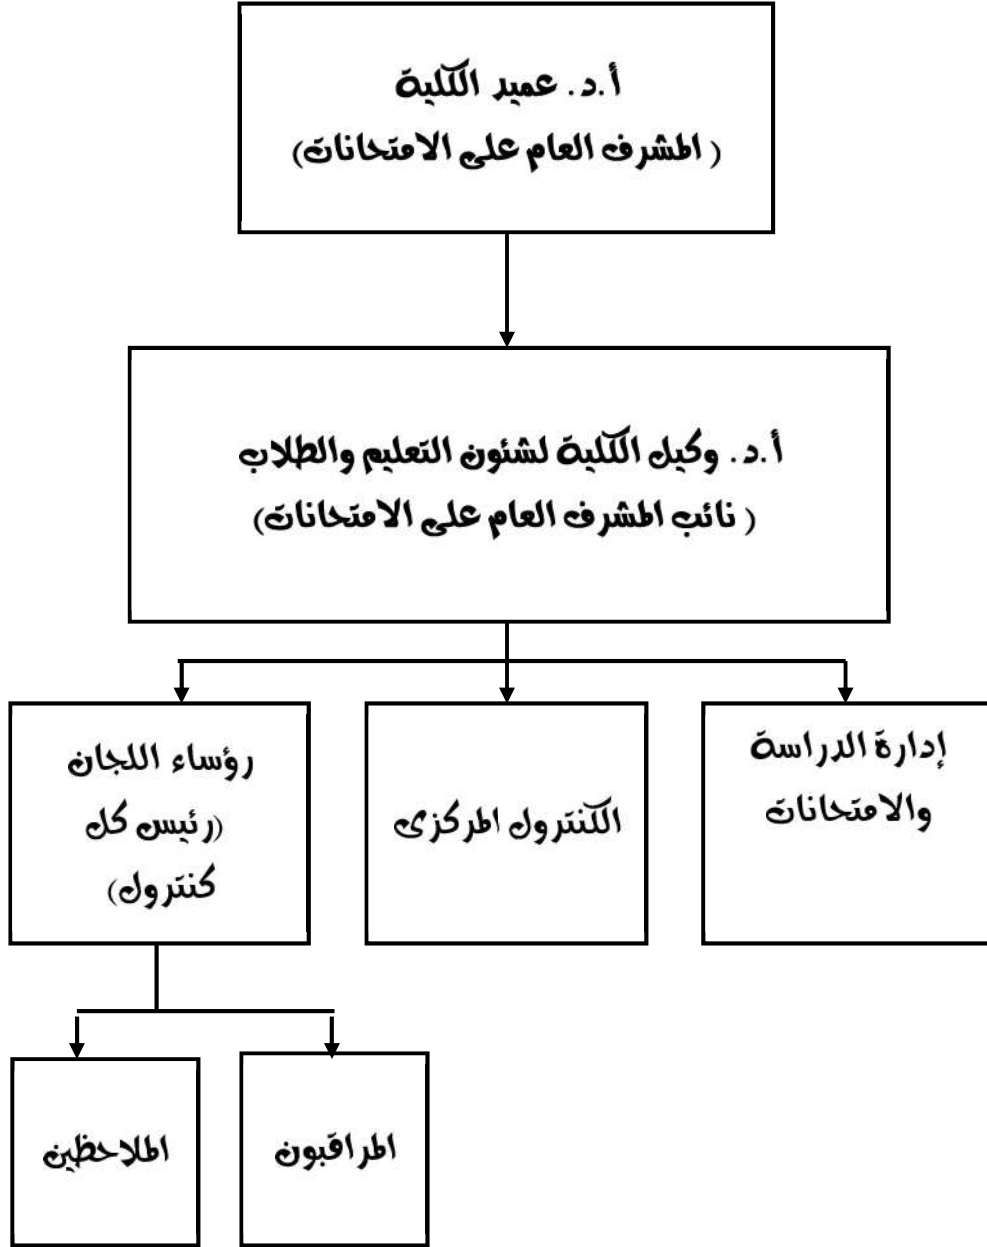 أ.د. عميد الكلية
( المشرف العام على الامتحانات)
أ.د. وكيل الكلية لشئون التعليم والطلاب
( نائب المشرف العام على الامتحانات)
إدارة الدراسة
والامتحانات
الكنترول المركزى
رؤساء اللجان
(رئيس كل
كنترول)
المراقبون
الملاحظين